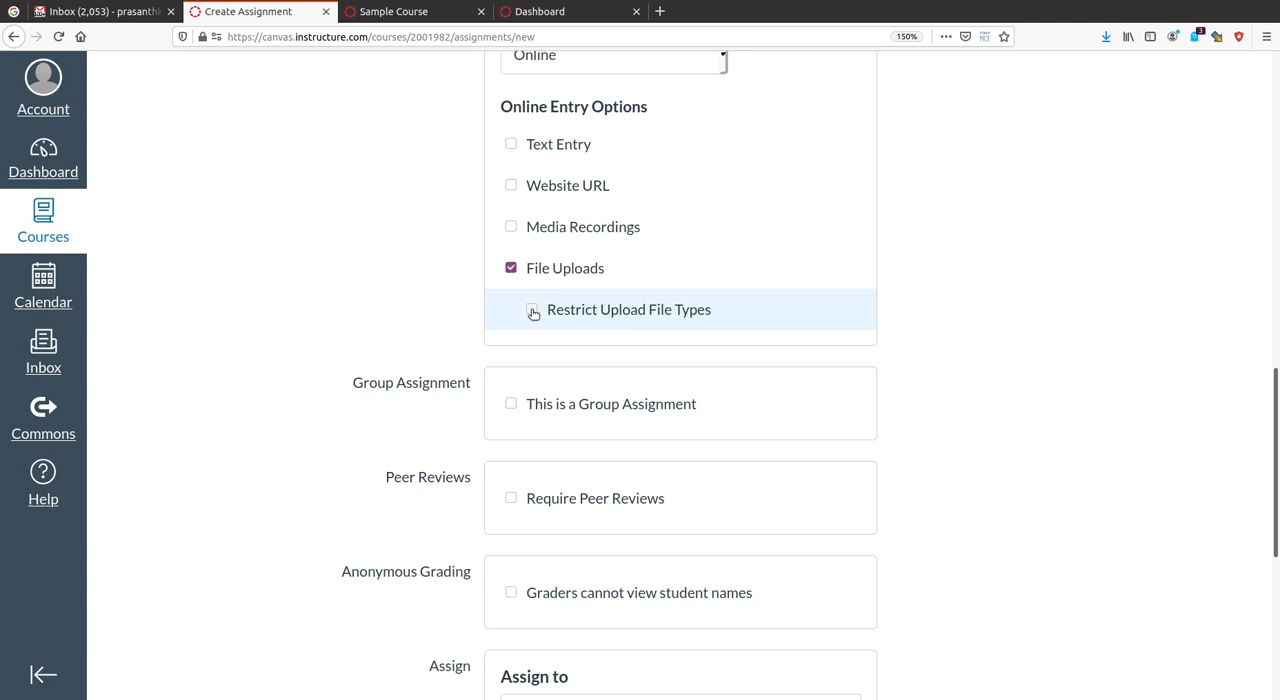 Inbox (2,053) - prasanthk
Create Assignment
Sample Course
Dashboard
https://canvas.instructure.com/courses/2001982/assignments/new
150%
3
Account
Dashboard
Courses
Calendar
Inbox
Commons
Help
Online
Online Entry Options
Text Entry
Website URL
Media Recordings
File Uploads
Restrict Upload File Types
Group Assignment
This is a Group Assignment
Peer Reviews
Require Peer Reviews
Anonymous Grading
Graders cannot view student names
Assign
Assign to